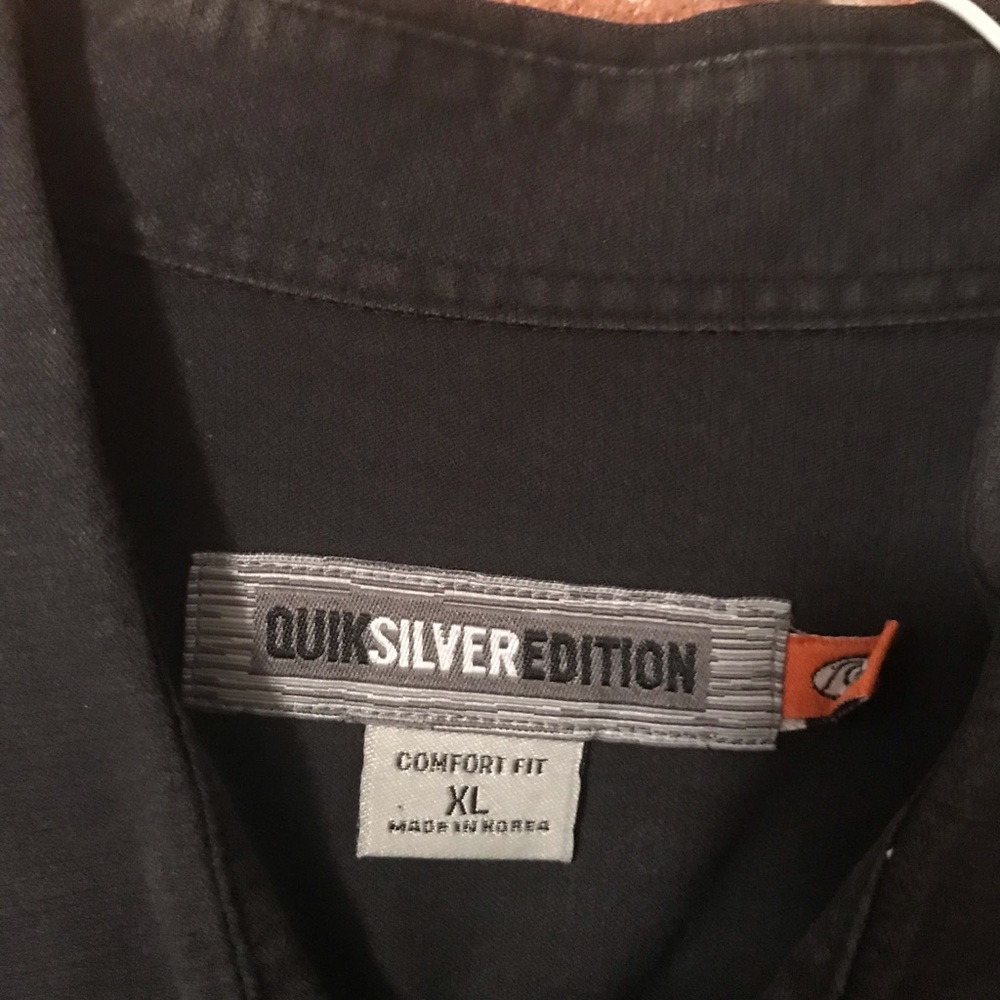 QUIKSILVEREDITION
COMFORT FIT
XL
MADE IN KOREA